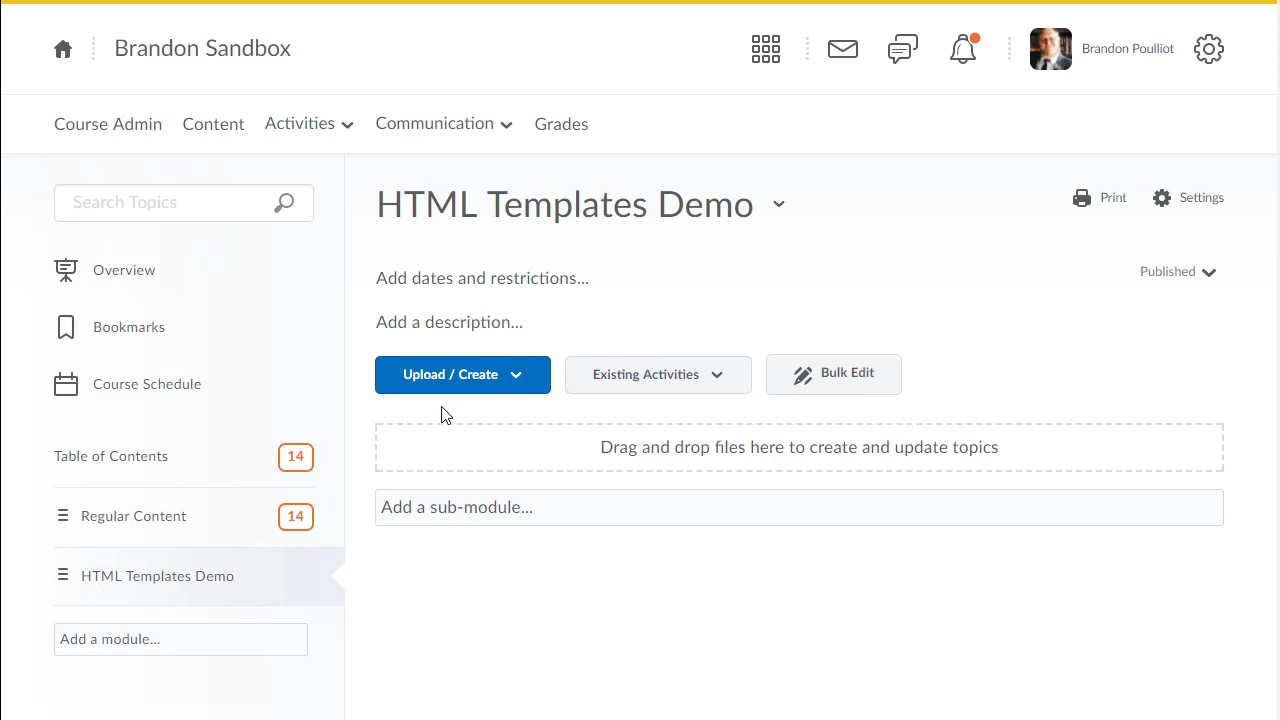 Brandon Sandbox
Brandon Poulliot
Course Admin Content Activities Communication Grades
Search Topics
Overview
Bookmarks
Course Schedule
Table of Contents 14
Regular Content 14
HTML Templates Demo
Add a module...
HTML Templates Demo
Print Settings
Add dates and restrictions...
Published
Add a description...
Upload / Create Existing Activities Bulk Edit
Drag and drop files here to create and update topics
Add a sub-module...